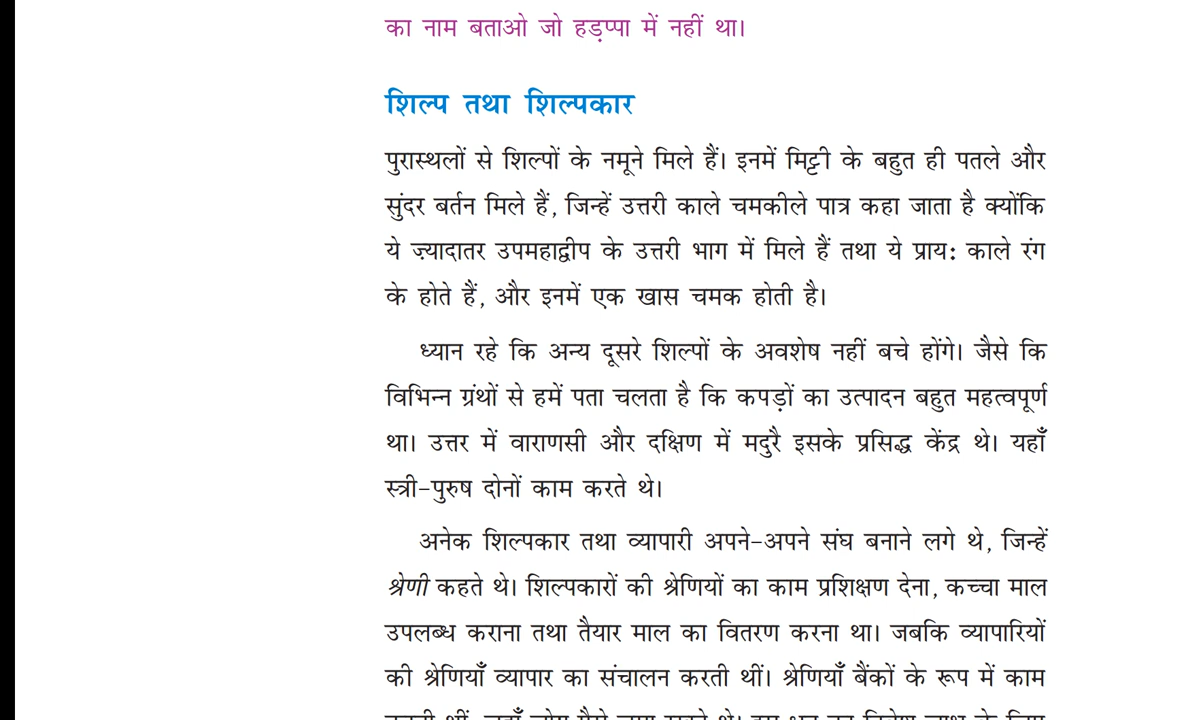 का नाम बताओ जो हड़प्पा में नहीं था।
शिल्प तथा शिल्पकार
पुरास्थलों से शिल्पों के नमूने मिले हैं। इनमें मिट्टी के बहुत ही पतले और
सुंदर बर्तन मिले हैं, जिन्हें उत्तरी काले चमकीले पात्र कहा जाता है क्योंकि
ये ज्यादातर उपमहाद्वीप के उत्तरी भाग में मिले हैं तथा ये प्राय: काले रंग
के होते हैं, और इनमें एक खास चमक होती है।
ध्यान रहे कि अन्य दूसरे शिल्पों के अवशेष नहीं बचे होंगे। जैसे कि
विभिन्न ग्रंथों से हमें पता चलता है कि कपड़ों का उत्पादन बहुत महत्वपूर्ण
था। उत्तर में वाराणसी और दक्षिण में मदुरै इसके प्रसिद्ध केंद्र थे। यहाँ
स्त्री-पुरुष दोनों काम करते थे।
अनेक शिल्पकार तथा व्यापारी अपने-अपने संघ बनाने लगे थे, जिन्हें
श्रेणी कहते थे। शिल्पकारों की श्रेणियों का काम प्रशिक्षण देना, कच्चा माल
उपलब्ध कराना तथा तैयार माल का वितरण करना था। जबकि व्यापारियों
की श्रेणियाँ व्यापार का संचालन करती थीं। श्रेणियाँ बैंकों के रूप में काम